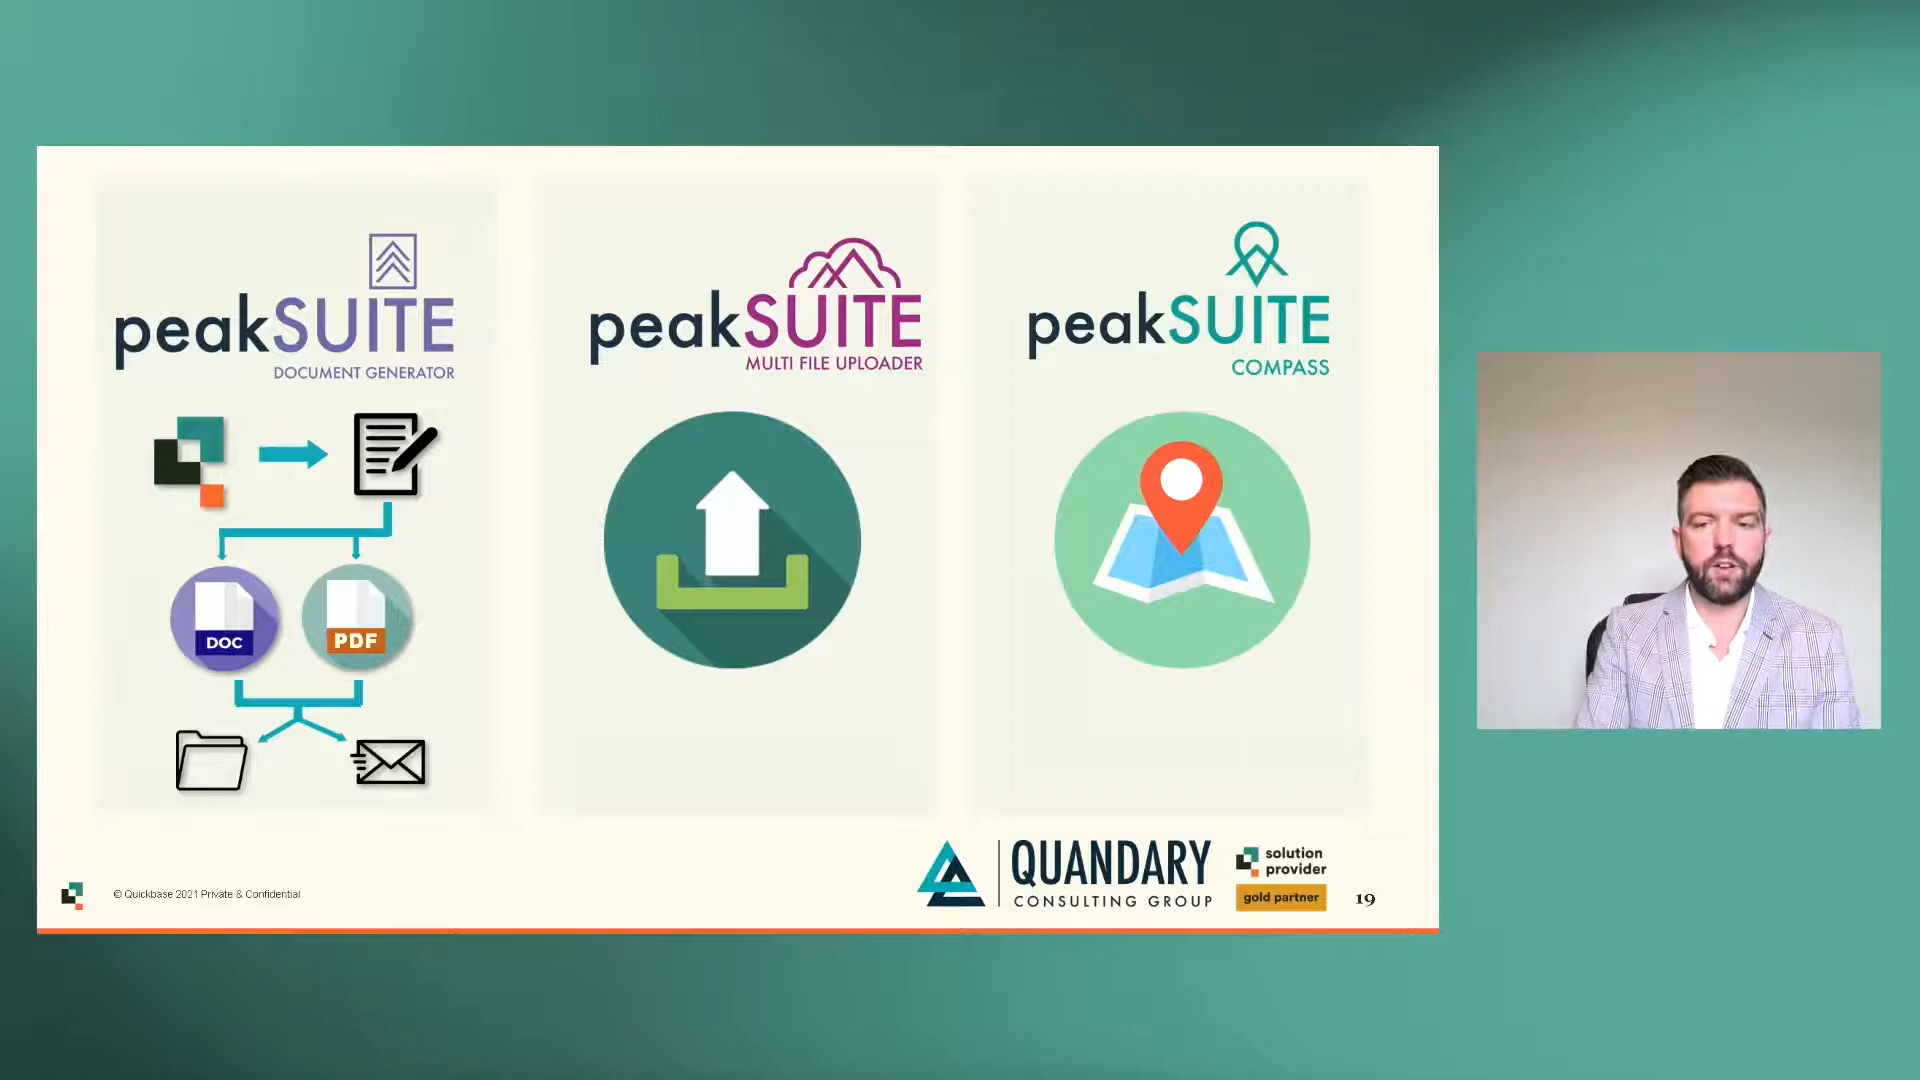 peakSUITE
DOCUMENT GENERATOR
DOC
PDF
peakSUITE
MULTI FILE UPLOADER
peakSUITE
COMPASS
© Quickbase 2021 Private & Confidential
QUANDARY
CONSULTING GROUP
solution
provider
gold partner
19